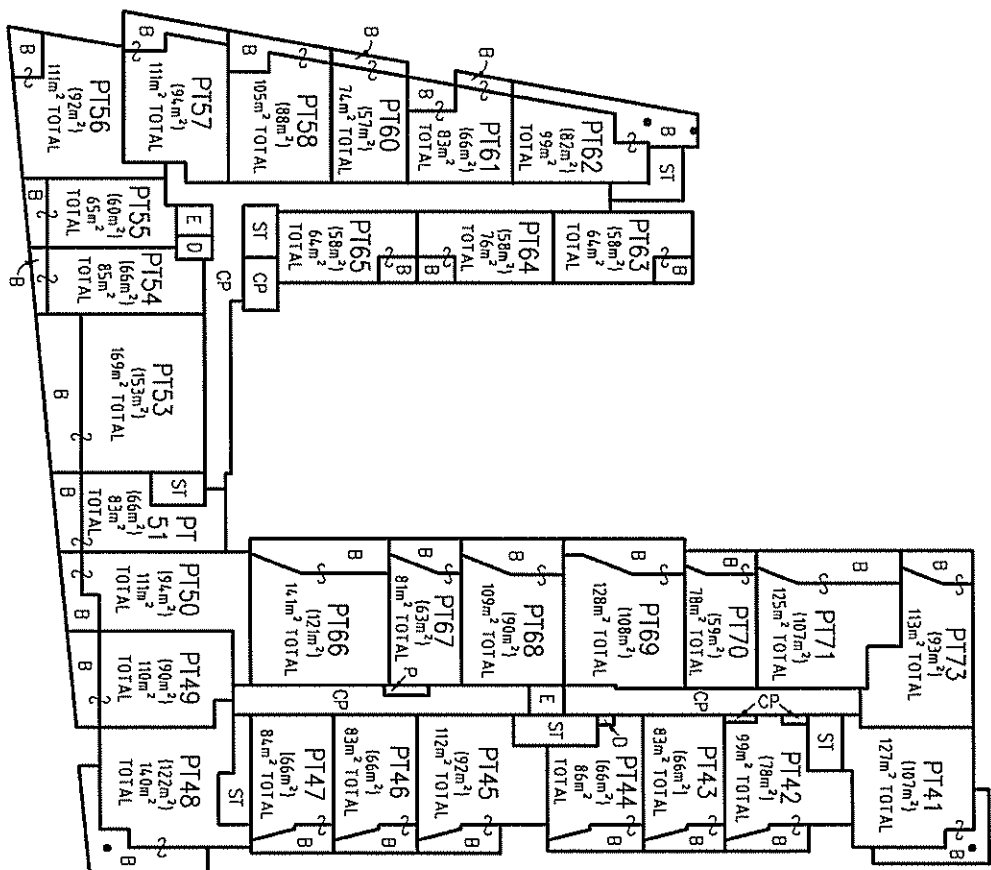 B
PT56
(92m²)
111m² TOTAL
B
PT57
(94m²)
111m² TOTAL
B
PT58
(88m²)
105m² TOTAL
B
PT60
(57m²)
74m² TOTAL
B
B
PT61
(66m²)
83m²
TOTAL
PT62
(82m²)
99m²
TOTAL
B
ST
B
PT55
(60m²)
65m²
TOTAL
E
D
B
PT54
(66m²)
85m²
TOTAL
CP
ST
CP
PT65
(58m²)
64m²
TOTAL
B
B
PT64
(58m²)
76m²
TOTAL
PT63
(58m²)
64m²
TOTAL
B
B
PT53
(153m²)
169m² TOTAL
B
PT
51
(66m²)
83m²
TOTAL
ST
B
PT50
(94m²)
111m²
TOTAL
B
PT49
(90m²)
110m²
TOTAL
PT48
(122m²)
140m²
TOTAL
B
ST
B
PT66
(121m²)
141m² TOTAL
B
PT67
(63m²)
81m² TOTAL
B
PT68
(90m²)
109m² TOTAL
B
PT69
(108m²)
128m² TOTAL
B
PT70
(59m²)
78m² TOTAL
B
PT71
(107m²)
125m² TOTAL
B
PT73
(93m²)
113m² TOTAL
CP
P
E
CP
CP
ST
D
ST
PT47
(66m²)
84m² TOTAL
B
PT46
(66m²)
83m² TOTAL
B
PT45
(92m²)
112m² TOTAL
B
PT44
(66m²)
86m²
TOTAL
B
PT43
(66m²)
83m² TOTAL
B
PT42
(78m²)
99m² TOTAL
B
PT41
(107m²)
127m² TOTAL
B